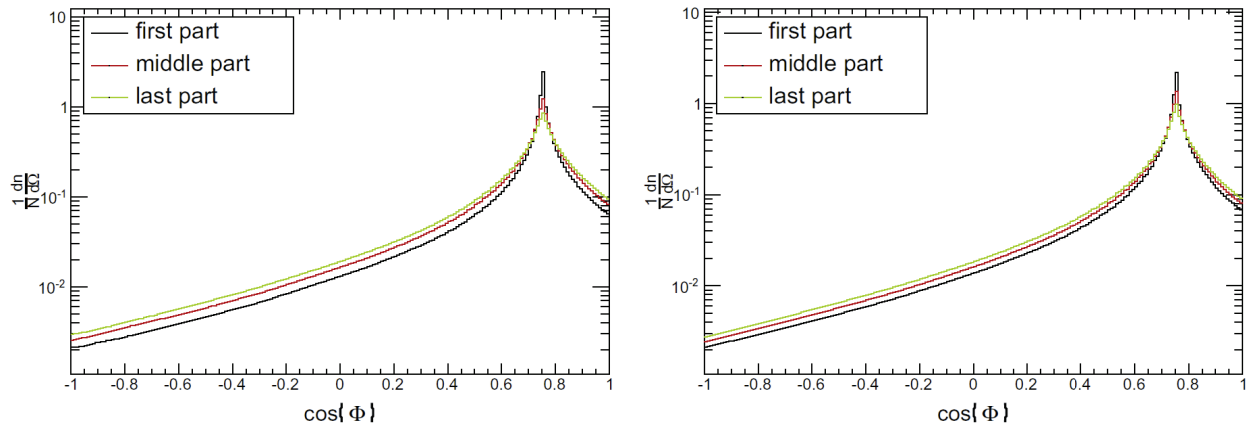 10
1
10-1
10-2
1 dn
N dΩ
first part
middle part
last part
-1 -0.8 -0.6 -0.4 -0.2 0 0.2 0.4 0.6 0.8 1
cos{Φ}
10
1
10-1
10-2
1 dn
N dΩ
first part
middle part
last part
-1 -0.8 -0.6 -0.4 -0.2 0 0.2 0.4 0.6 0.8 1
cos{Φ}